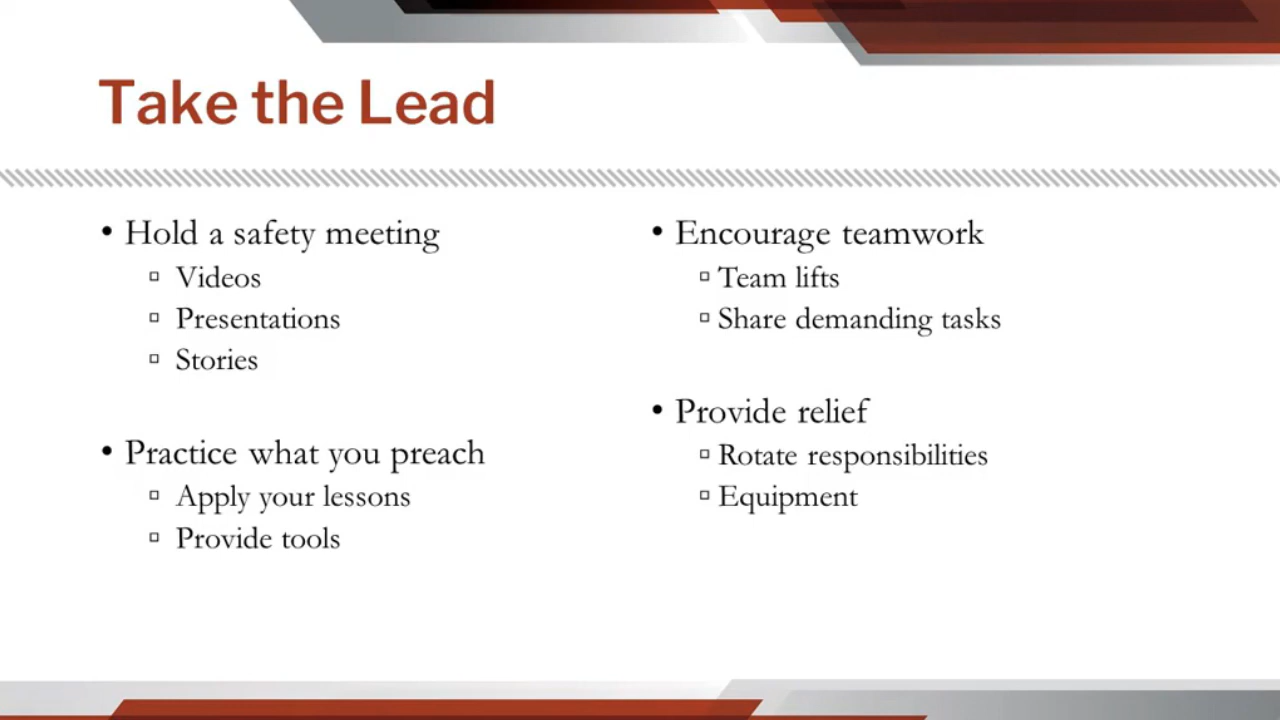 Take the Lead
• Hold a safety meeting
▫ Videos
▫ Presentations
▫ Stories
• Practice what you preach
▫ Apply your lessons
▫ Provide tools
• Encourage teamwork
▫ Team lifts
▫ Share demanding tasks
• Provide relief
▫ Rotate responsibilities
▫ Equipment